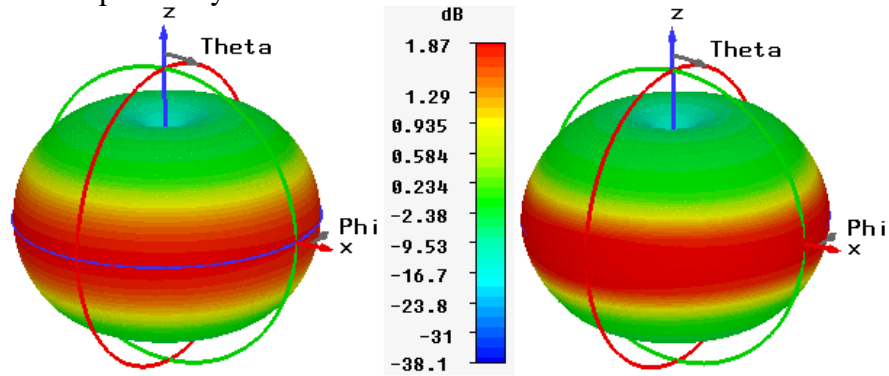 z
Theta
Phi
x
dB
1.87
1.29
0.935
0.584
0.234
-2.38
-9.53
-16.7
-23.8
-31
-38.1
z
Theta
Phi
x